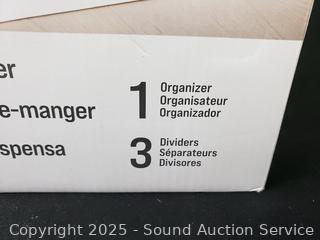 er
e-manger
spensa
1
Organizer
Organisateur
Organizador
3
Dividers
Séparateurs
Divisores
Copyright 2025 - Sound Auction Service